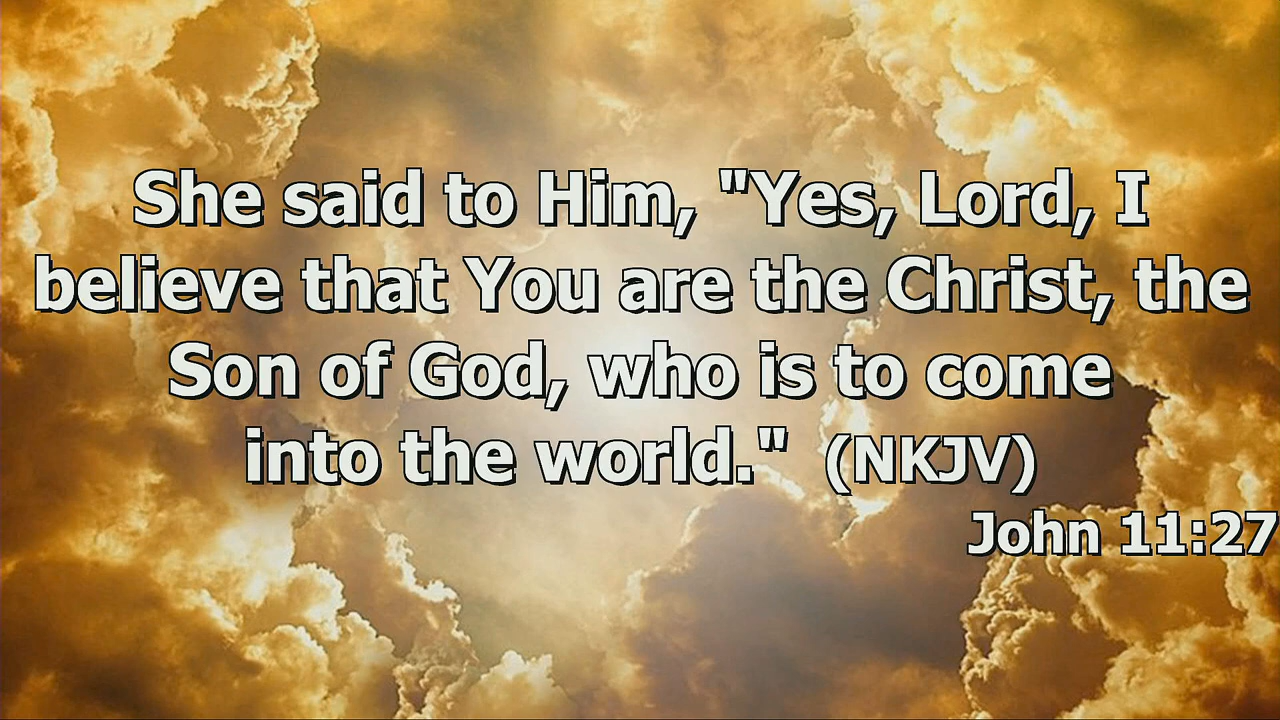 She said to Him, "Yes, Lord, I
believe that You are the Christ, the
Son of God, who is to come
into the world." (NKJV)
John 11:27